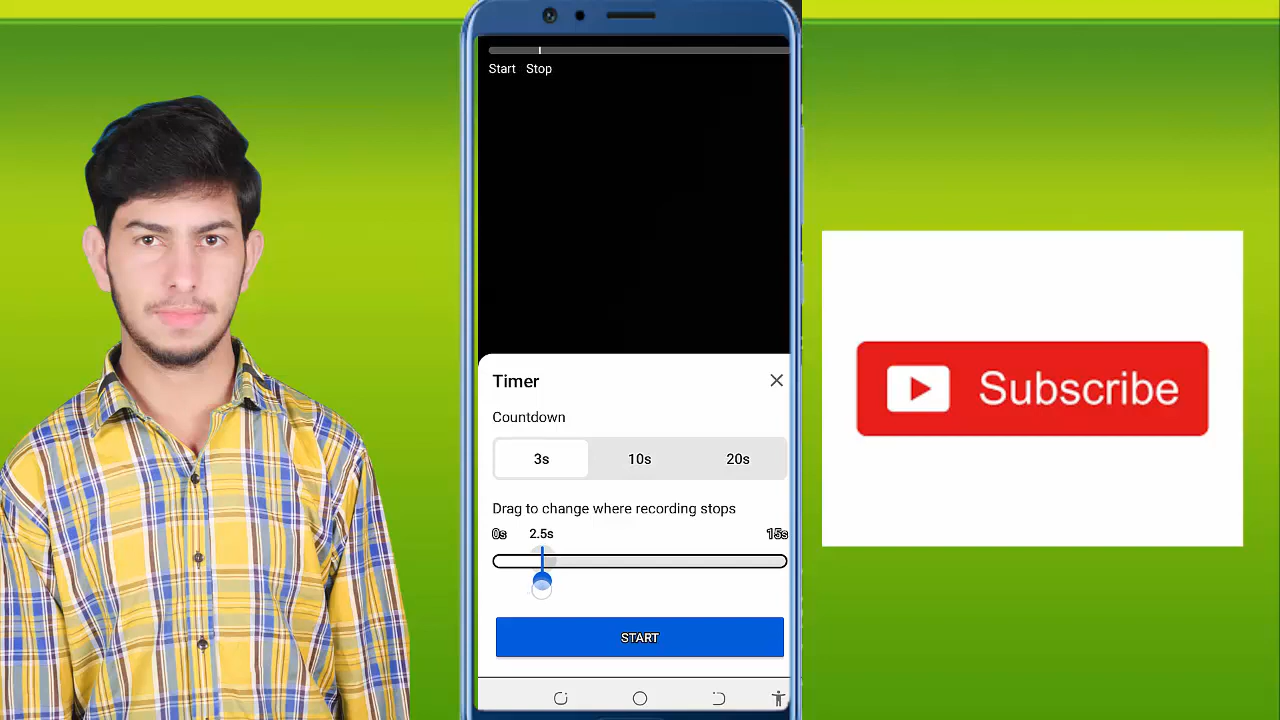 Start Stop
Timer
Countdown
3s 10s 20s
Drag to change where recording stops
0s 2.5s 15s
START
Subscribe